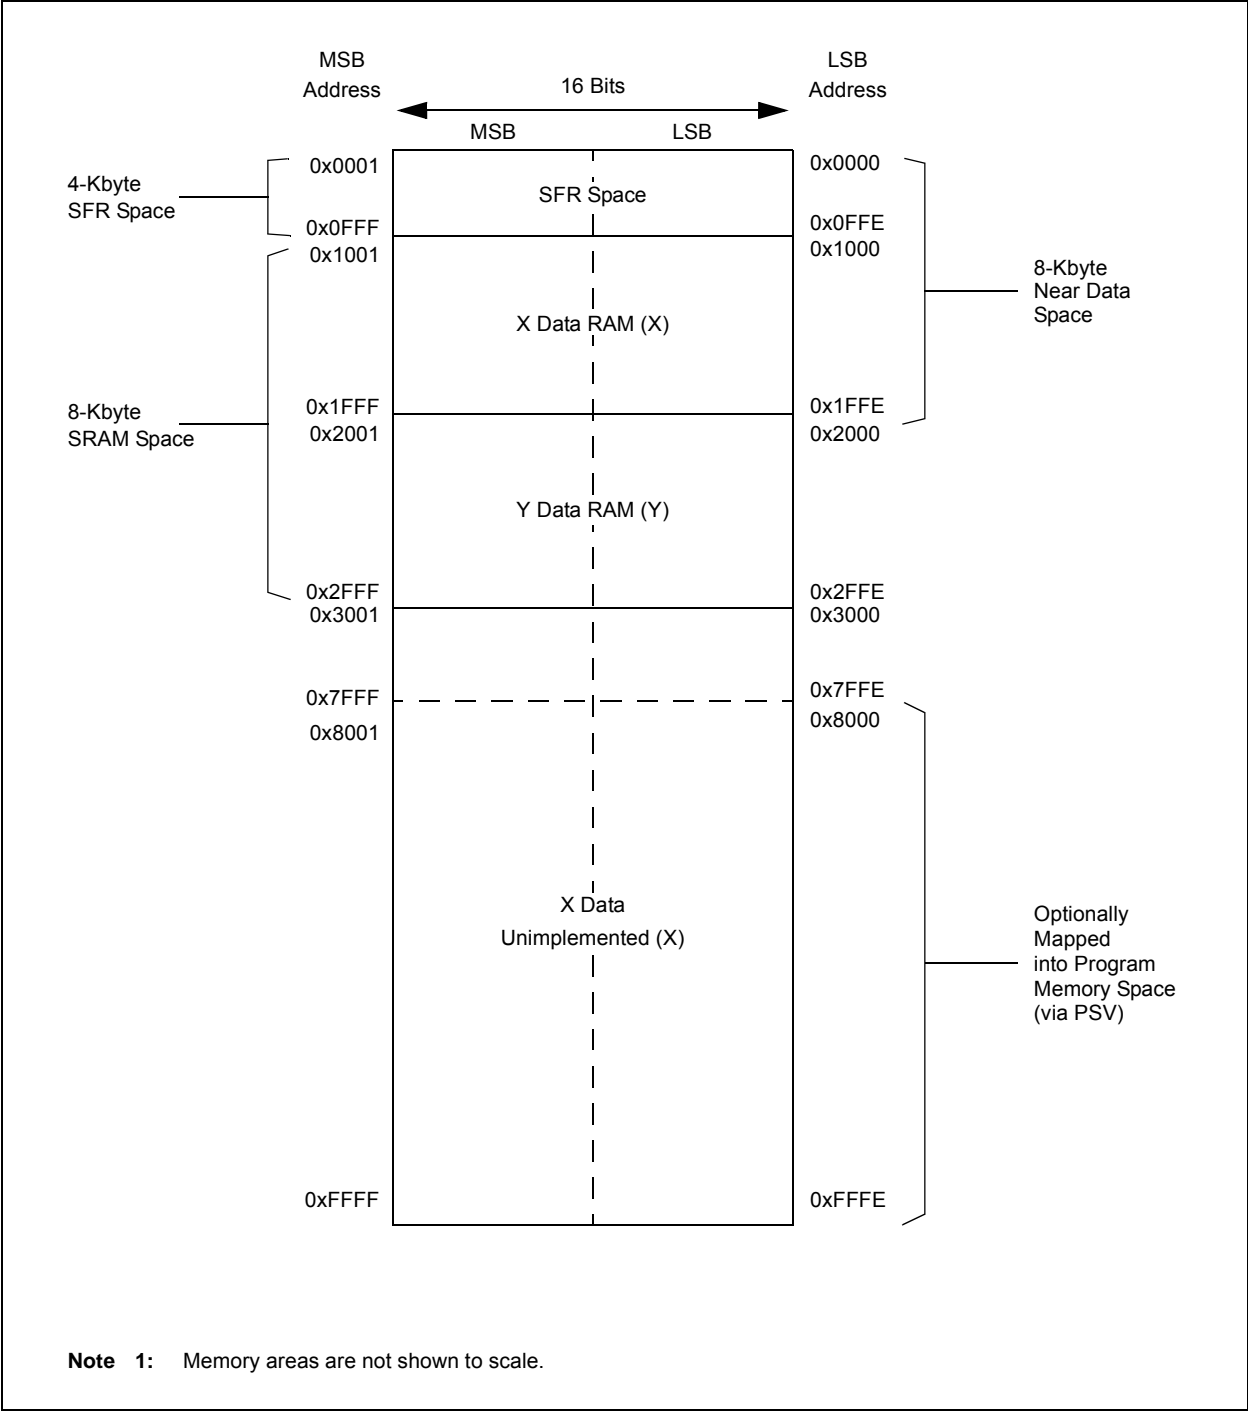 MSB
Address
LSB
Address
16 Bits
MSB
LSB
4-Kbyte
SFR Space
0x0001
SFR Space
0x0000
0x0FFF
0x0FFE
0x1001
0x1000
8-Kbyte
Near Data
Space
X Data RAM (X)
8-Kbyte
SRAM Space
0x1FFF
0x1FFE
0x2001
0x2000
Y Data RAM (Y)
0x2FFF
0x2FFE
0x3001
0x3000
0x7FFF
0x7FFE
0x8001
0x8000
X Data
Unimplemented (X)
Optionally
Mapped
into Program
Memory Space
(via PSV)
0xFFFF
0xFFFE
Note 1: Memory areas are not shown to scale.